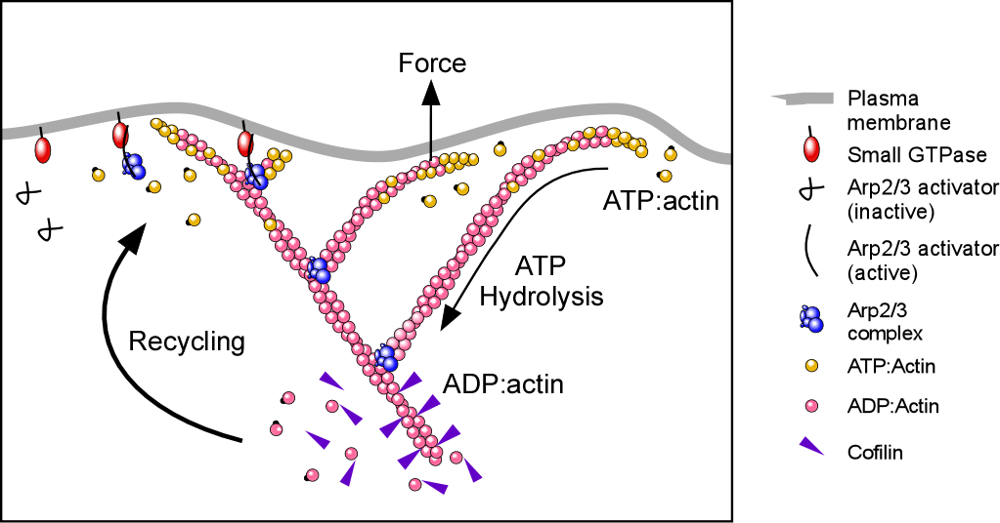 Force
ATP:actin
ATP
Hydrolysis
Recycling
ADP:actin
Plasma
membrane
Small GTPase
Arp2/3 activator
(inactive)
Arp2/3 activator
(active)
Arp2/3
complex
ATP:Actin
ADP:Actin
Cofilin